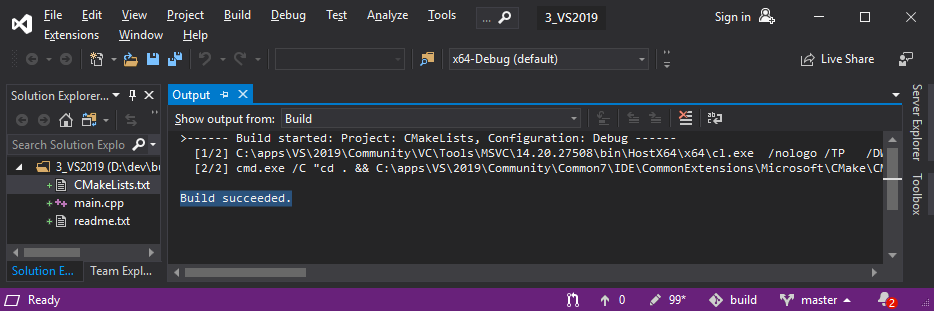 File Edit View Project Build Debug Test Analyze Tools ... 3_VS2019 Sign in
Extensions Window Help
x64-Debug (default) Live Share
Solution Explorer...
Output
Show output from: Build
Search Solution Explo
3_VS2019 (D:\dev\bu
CMakeLists.txt
main.cpp
readme.txt
Solution E... Team Expl...
>------ Build started: Project: CMakeLists, Configuration: Debug ------
[1/2] C:\apps\VS\2019\Community\VC\Tools\MSVC\14.20.27508\bin\HostX64\x64\cl.exe /nologo /TP /DW
[2/2] cmd.exe /C "cd . && C:\apps\VS\2019\Community\Common7\IDE\CommonExtensions\Microsoft\CMake\CM
Build succeeded.
Server Explorer
Toolbox
Ready 0 99* build master 2